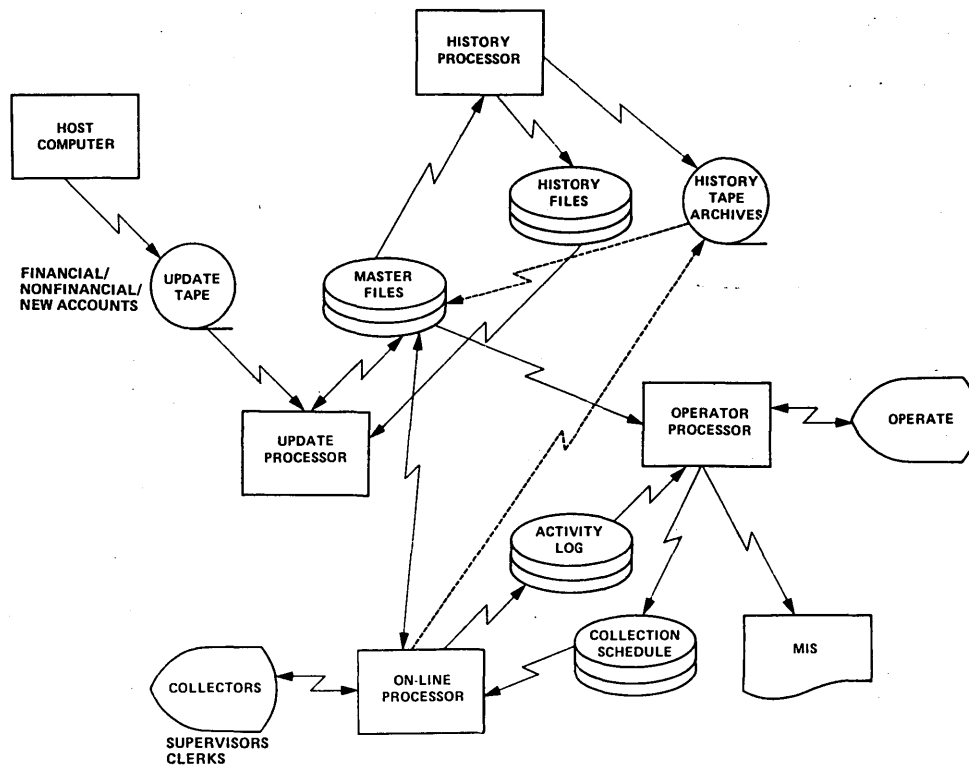 HISTORY
PROCESSOR
HOST
COMPUTER
HISTORY
FILES
HISTORY
TAPE
ARCHIVES
FINANCIAL/
NONFINANCIAL/
NEW ACCOUNTS
UPDATE
TAPE
MASTER
FILES
UPDATE
PROCESSOR
OPERATOR
PROCESSOR
OPERATE
ACTIVITY
LOG
COLLECTION
SCHEDULE
MIS
COLLECTORS
SUPERVISORS
CLERKS
ON-LINE
PROCESSOR